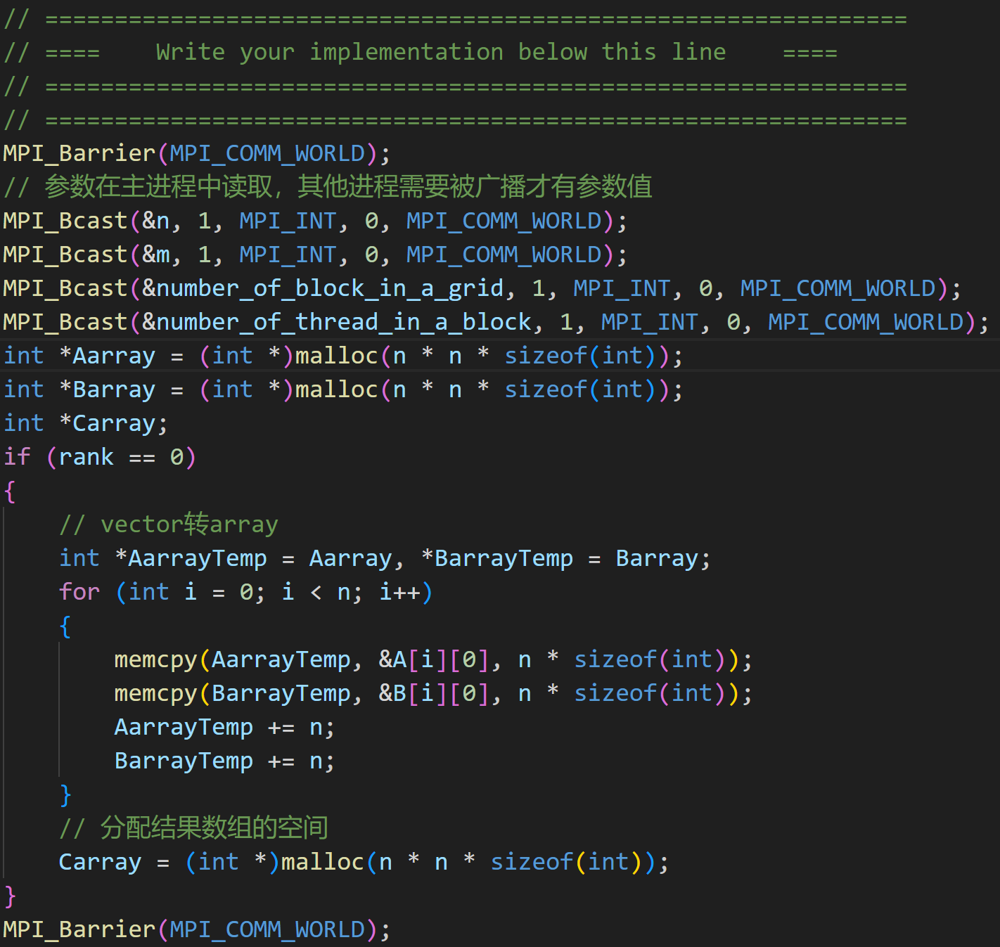 // ==============================================================
// ====    Write your implementation below this line    ====
// ==============================================================
// ==============================================================
MPI_Barrier(MPI_COMM_WORLD);
// 参数在主进程中读取，其他进程需要被广播才有参数值
MPI_Bcast(&n, 1, MPI_INT, 0, MPI_COMM_WORLD);
MPI_Bcast(&m, 1, MPI_INT, 0, MPI_COMM_WORLD);
MPI_Bcast(&number_of_block_in_a_grid, 1, MPI_INT, 0, MPI_COMM_WORLD);
MPI_Bcast(&number_of_thread_in_a_block, 1, MPI_INT, 0, MPI_COMM_WORLD);
int *Aarray = (int *)malloc(n * n * sizeof(int));
int *Barray = (int *)malloc(n * n * sizeof(int));
int *Carray;
if (rank == 0)
{
    // vector转array
    int *AarrayTemp = Aarray, *BarrayTemp = Barray;
    for (int i = 0; i < n; i++)
    {
        memcpy(AarrayTemp, &A[i][0], n * sizeof(int));
        memcpy(BarrayTemp, &B[i][0], n * sizeof(int));
        AarrayTemp += n;
        BarrayTemp += n;
    }
    // 分配结果数组的空间
    Carray = (int *)malloc(n * n * sizeof(int));
}
MPI_Barrier(MPI_COMM_WORLD);